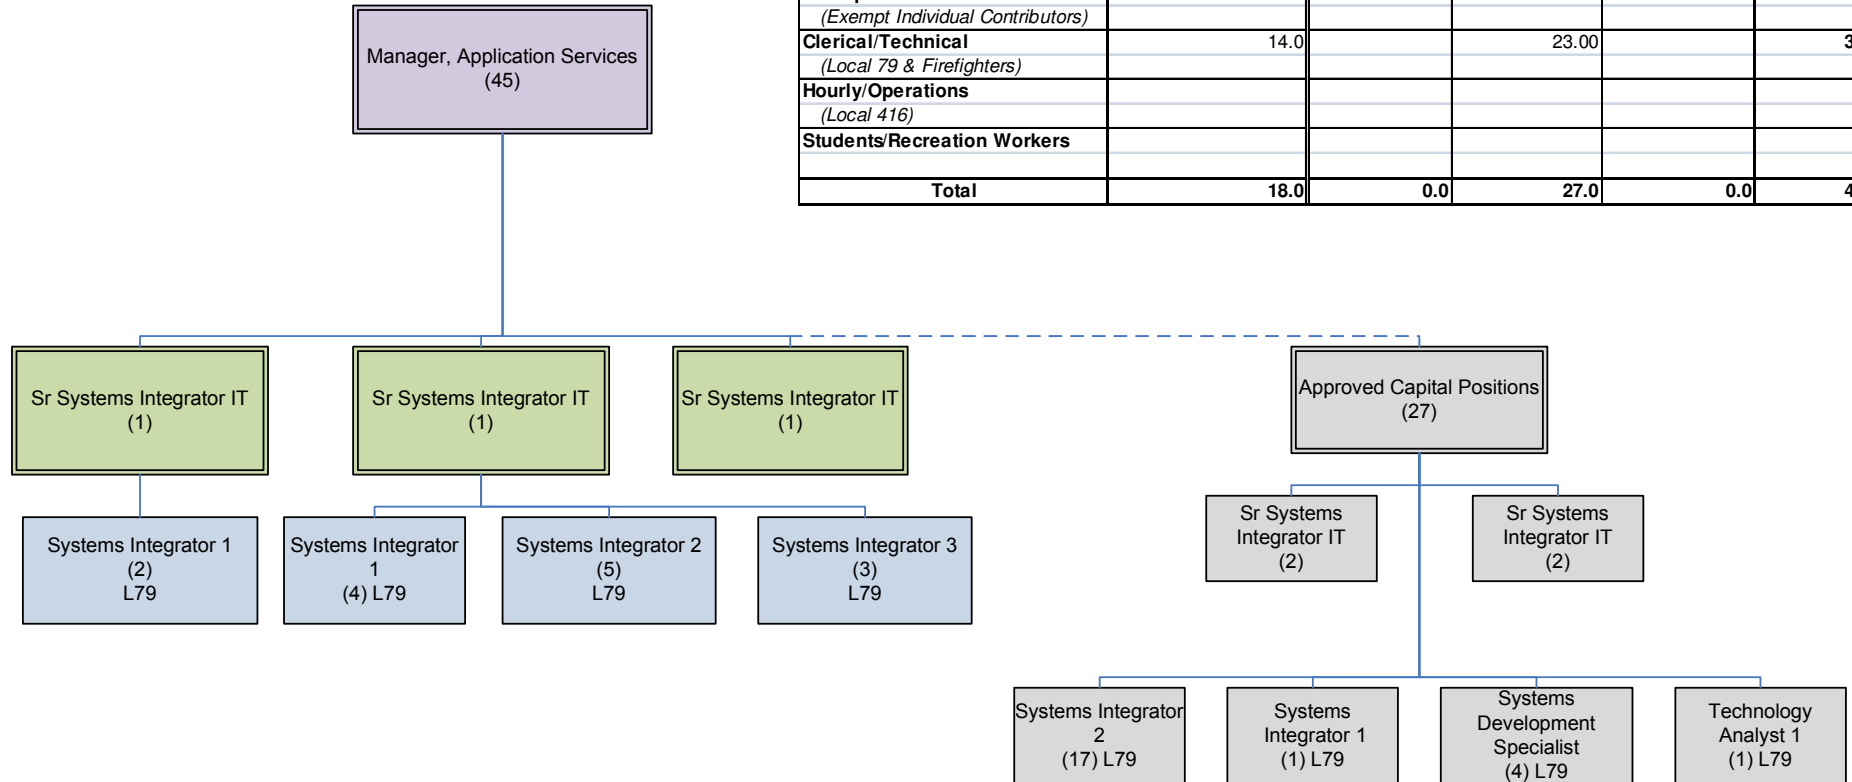 (Exempt Individual Contributors)
Clerical/Technical 14.0 23.00
(Local 79 & Firefighters)
Hourly/Operations
(Local 416)
Students/Recreation Workers
Total 18.0 0.0 27.0 0.0
Manager, Application Services
(45)
Sr Systems Integrator IT
(1)
Sr Systems Integrator IT
(1)
Sr Systems Integrator IT
(1)
Approved Capital Positions
(27)
Systems Integrator 1
(2)
L79
Systems Integrator
1
(4) L79
Systems Integrator 2
(5)
L79
Systems Integrator 3
(3)
L79
Sr Systems
Integrator IT
(2)
Sr Systems
Integrator IT
(2)
Systems Integrator
2
(17) L79
Systems
Integrator 1
(1) L79
Systems
Development
Specialist
(4) L79
Technology
Analyst 1
(1) L79